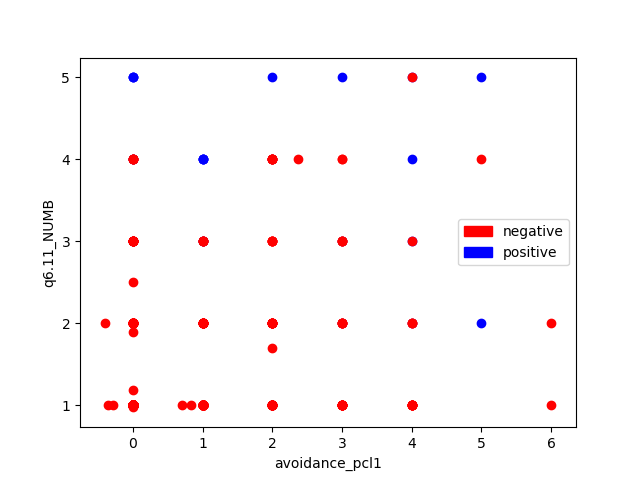 5
4
3
2
1
q6.11_NUMB
negative
positive
0 1 2 3 4 5 6
avoidance_pcl1